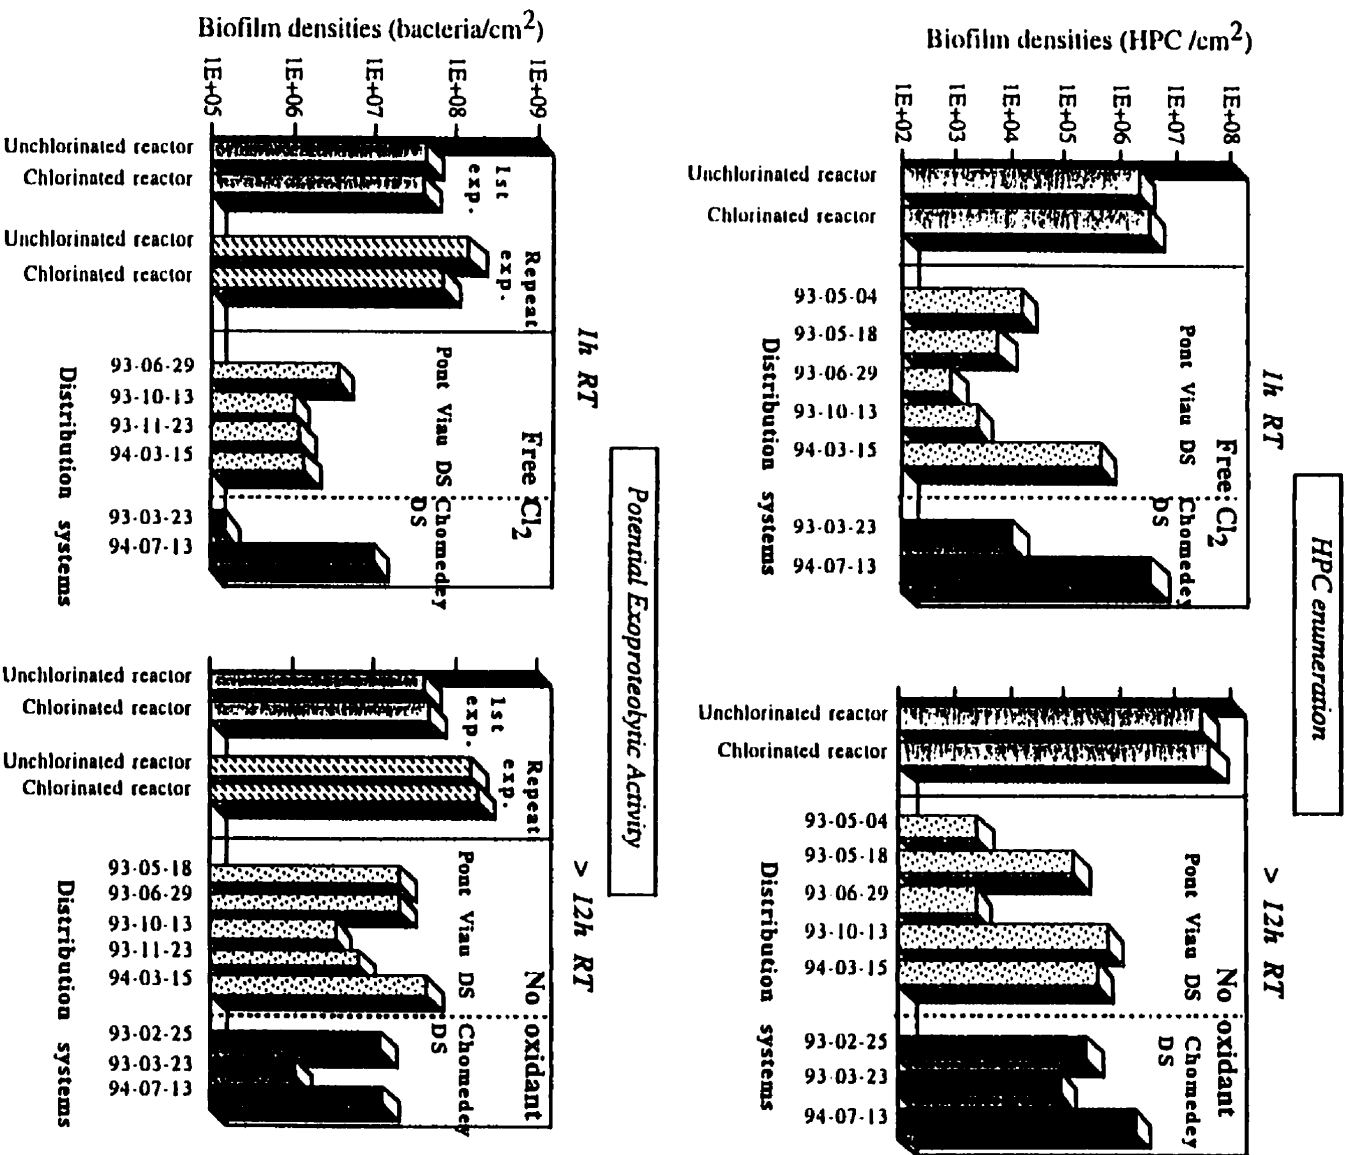 HPC enumeration
1h RT
> 12h RT
Biofilm densities (HPC /cm2)
1E+08
1E+07
1E+06
1E+05
1E+04
1E+03
1E+02
Free Cl2
Pont Viau DS
Chomedey
DS
Unchlorinated reactor
Chlorinated reactor
93-05-04
93-05-18
93-06-29
93-10-13
94-03-15
93-03-23
94-07-13
Distribution systems
No oxidant
Pont Viau DS
Chomedey
DS
Unchlorinated reactor
Chlorinated reactor
93-05-04
93-05-18
93-06-29
93-10-13
94-03-15
93-02-25
93-03-23
94-07-13
Distribution systems
Potential Exoproteolytic Activity
1h RT
> 12h RT
Biofilm densities (bacteria/cm2)
1E+09
1E+08
1E+07
1E+06
1E+05
1st
exp.
Repeat
exp.
Free Cl2
Pont Viau DS
Chomedey
DS
Unchlorinated reactor
Chlorinated reactor
Unchlorinated reactor
Chlorinated reactor
93-06-29
93-10-13
93-11-23
94-03-15
93-03-23
94-07-13
Distribution systems
1st
exp.
Repeat
exp.
No oxidant
Pont Viau DS
Chomedey
DS
Unchlorinated reactor
Chlorinated reactor
Unchlorinated reactor
Chlorinated reactor
93-05-18
93-06-29
93-10-13
93-11-23
94-03-15
93-02-25
93-03-23
94-07-13
Distribution systems